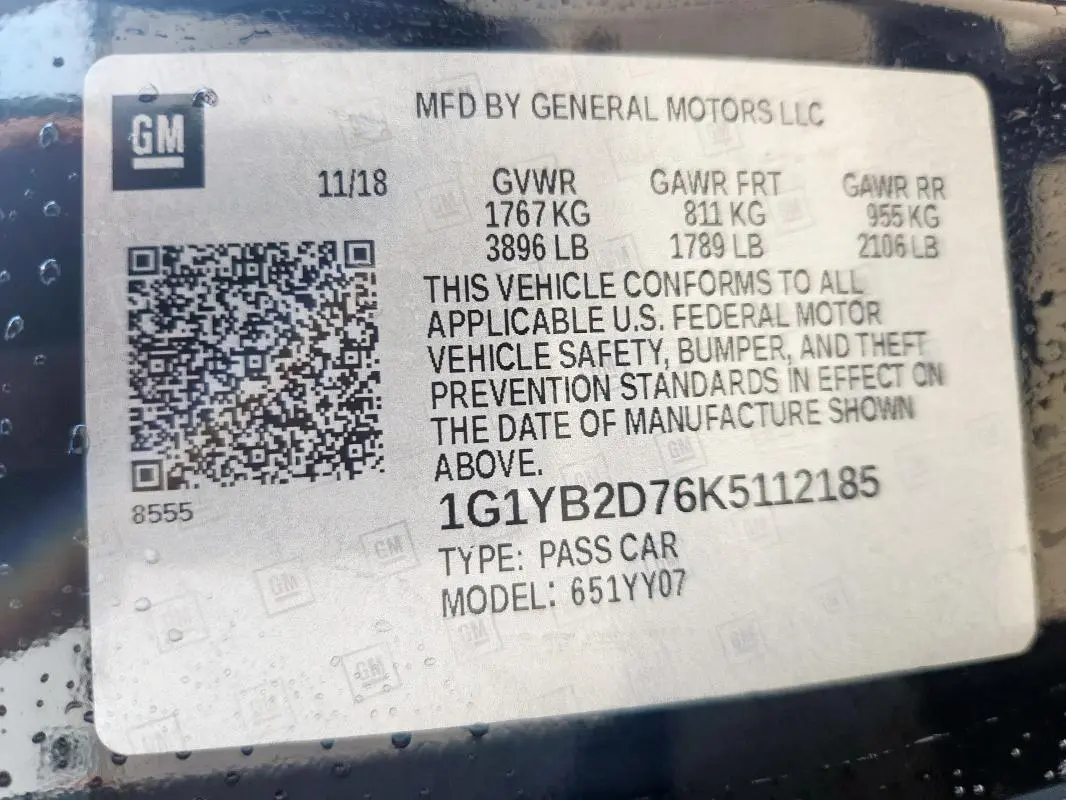 GM
MFD BY GENERAL MOTORS LLC
11/18
GVWR GAWR FRT GAWR RR
1767 KG 811 KG 955 KG
3896 LB 1789 LB 2106 LB
THIS VEHICLE CONFORMS TO ALL
APPLICABLE U.S. FEDERAL MOTOR
VEHICLE SAFETY, BUMPER, AND THEFT
PREVENTION STANDARDS IN EFFECT ON
THE DATE OF MANUFACTURE SHOWN
ABOVE.
8555
1G1YB2D76K5112185
TYPE: PASS CAR
MODEL: 651YY07